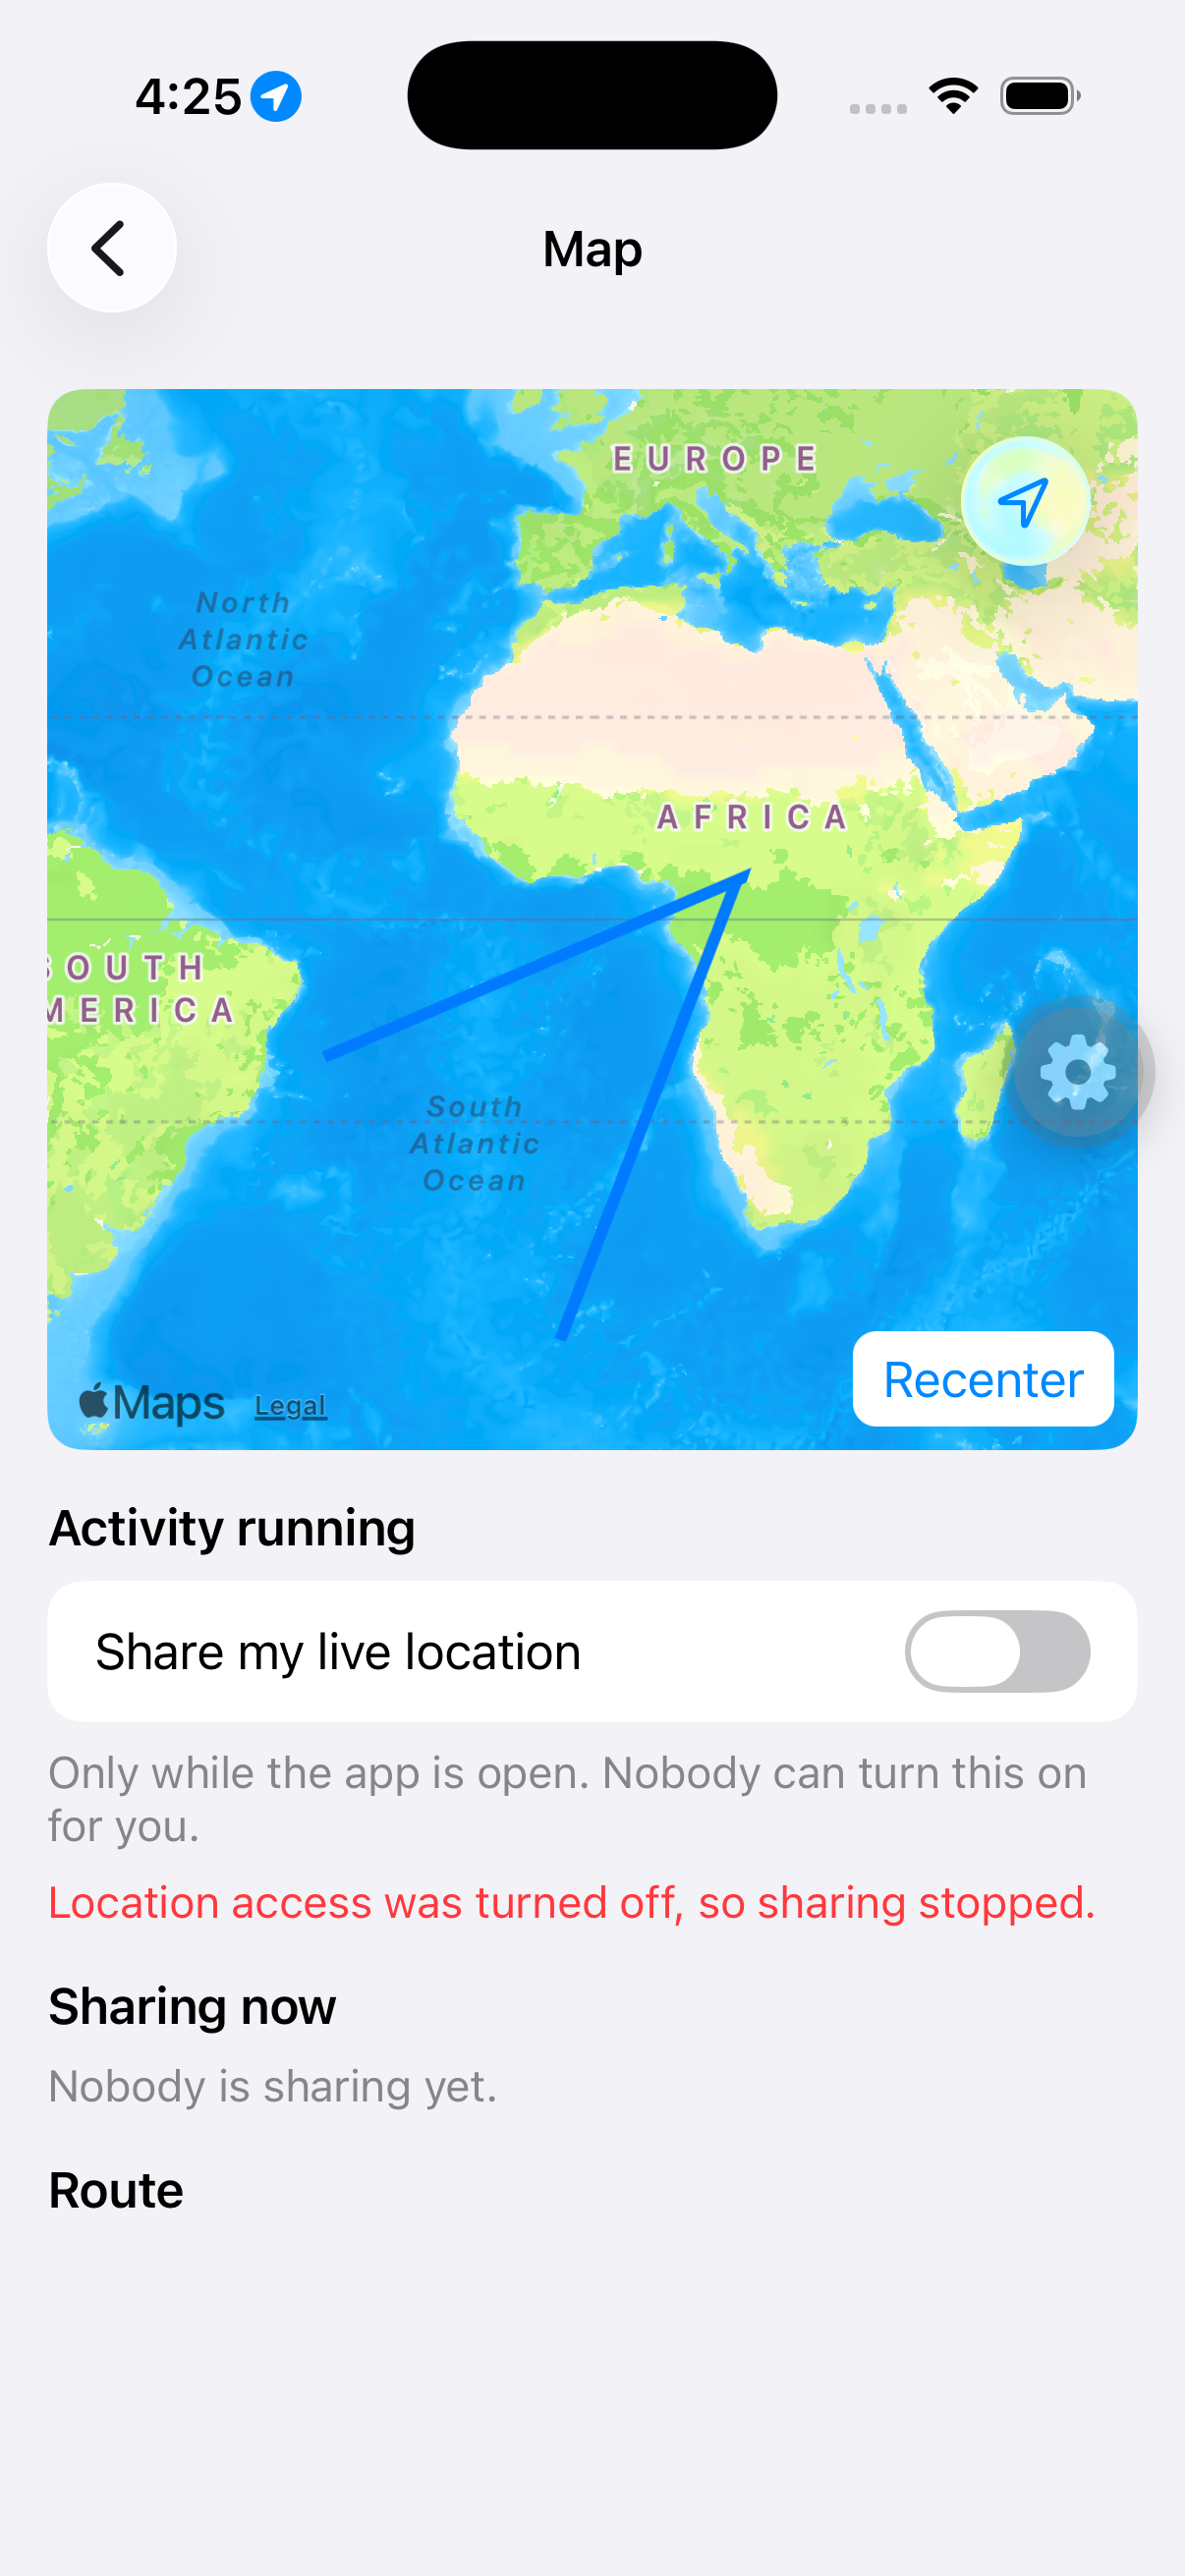 4:25
Map
EUROPE
North
Atlantic
Ocean
AFRICA
SOUTH
MERICA
South
Atlantic
Ocean
Maps
Legal
Recenter
Activity running
Share my live location
Only while the app is open. Nobody can turn this on
for you.
Location access was turned off, so sharing stopped.
Sharing now
Nobody is sharing yet.
Route